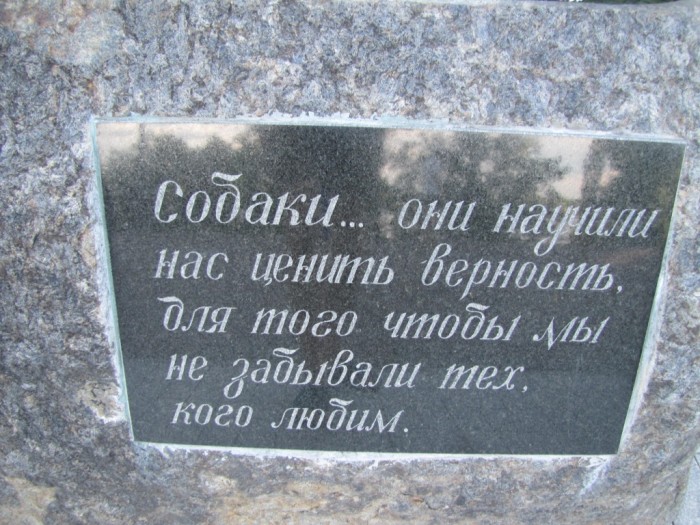 Собаки... они научили
нас ценить верность,
для того чтобы мы
не забывали тех,
кого любим.